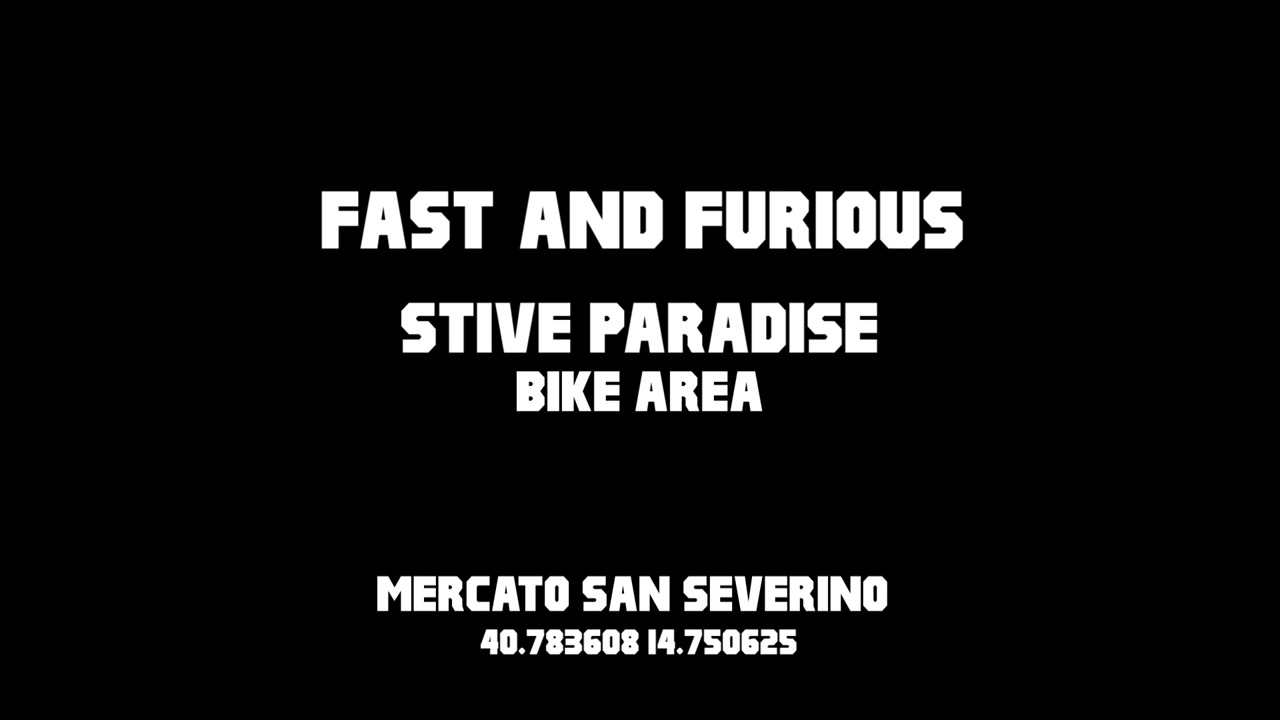 FAST AND FURIOUS
STIVE PARADISE
BIKE AREA
MERCATO SAN SEVERINO
40.783608 14.750625